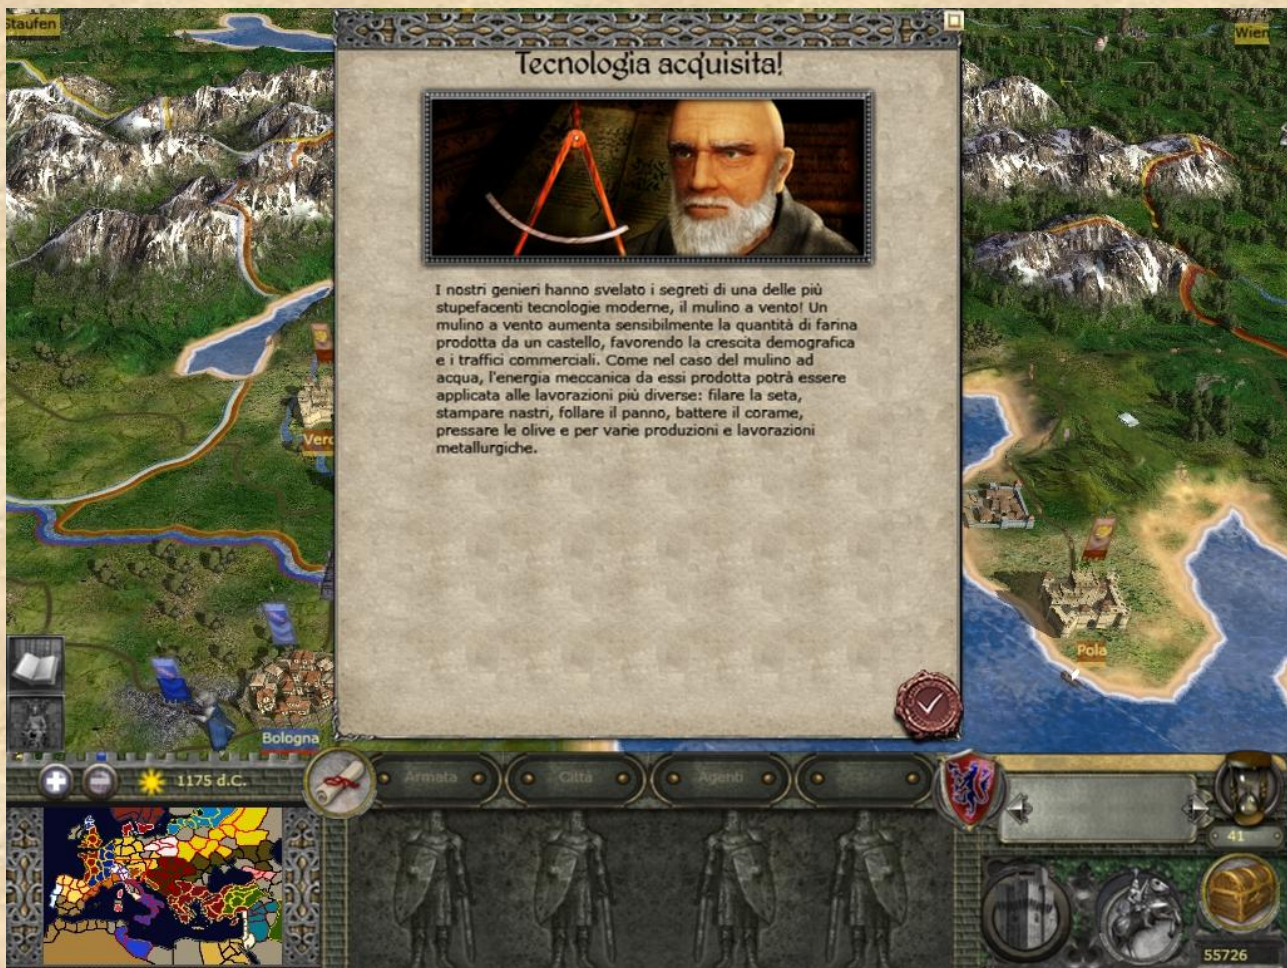 Staufen
Wien
Tecnologia acquisita!
I nostri genieri hanno svelato i segreti di una delle più
stupefacenti tecnologie moderne, il mulino a vento! Un
mulino a vento aumenta sensibilmente la quantità di farina
prodotta da un castello, favorendo la crescita demografica
e i traffici commerciali. Come nel caso del mulino ad
acqua, l'energia meccanica da essi prodotta potrà essere
applicata alle lavorazioni più diverse: filare la seta,
stampare nastri, follare il panno, battere il corame,
pressare le olive e per varie produzioni e lavorazioni
metallurgiche.
Vero
Pola
Bologna
1175 d.C.
Armata
Città
Agenti
41
55726